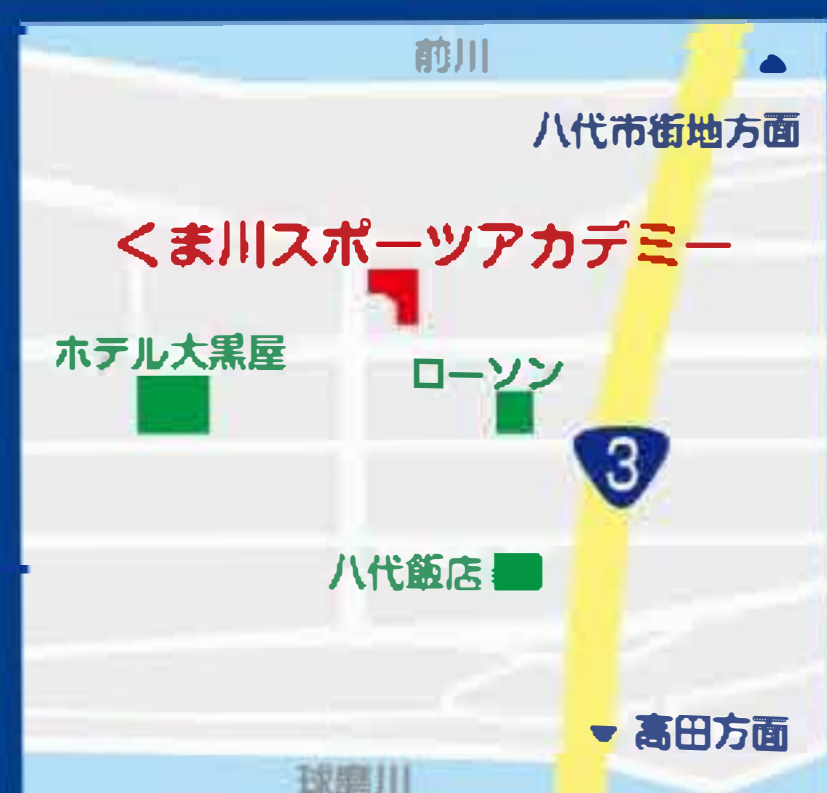 前川
八代市街地方面
くま川スポーツアカデミー
ホテル大黒屋
ローソン
3
八代飯店
高田方面
球磨川